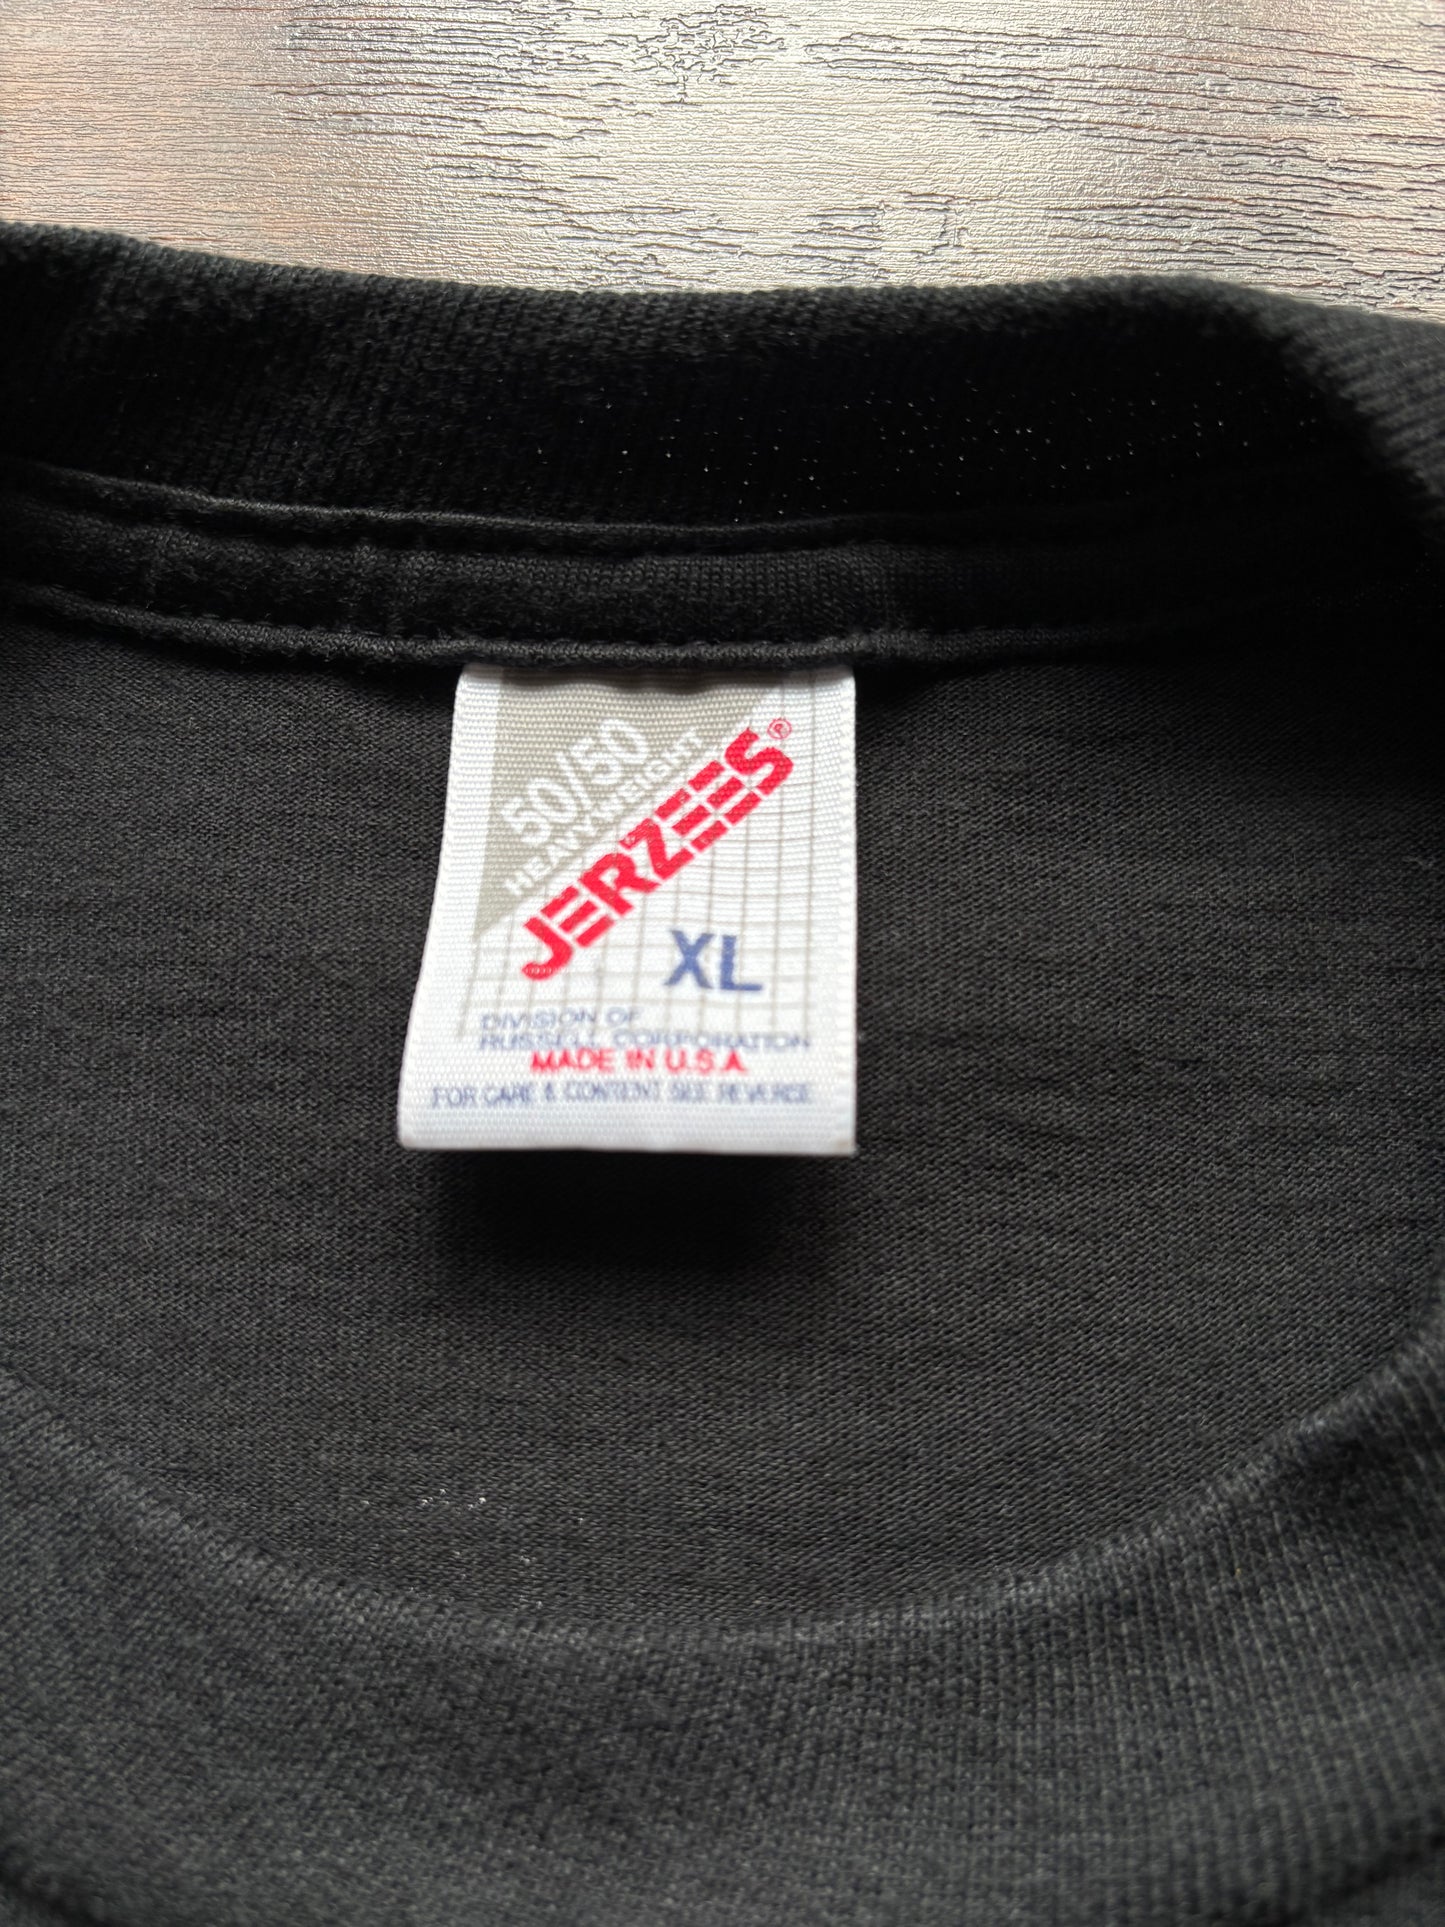 50/50
HEAVYWEIGHT
JERZEES®
XL
DIVISION OF
RUSSELL CORPORATION
MADE IN U.S.A.
FOR CARE & CONTENT SEE REVERSE